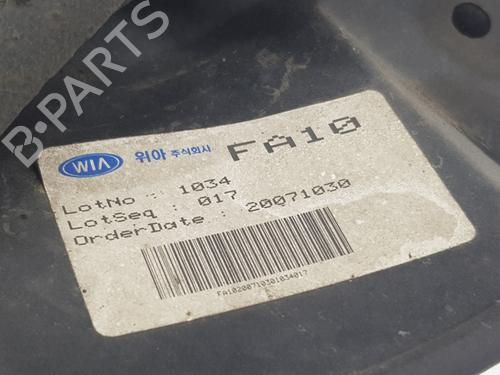 B-PARTS
WIA 위아 주식회사 FA10
LotNo : 1034
LotSeq : 017
OrderDate : 20071030
FA10200710301034017